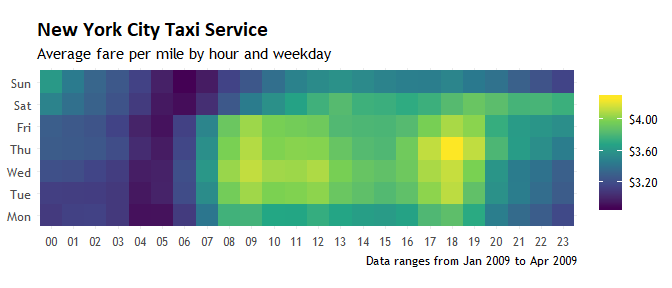 New York City Taxi Service
Average fare per mile by hour and weekday
Sun
Sat
Fri
Thu
Wed
Tue
Mon
$4.00
$3.60
$3.20
00 01 02 03 04 05 06 07 08 09 10 11 12 13 14 15 16 17 18 19 20 21 22 23
Data ranges from Jan 2009 to Apr 2009